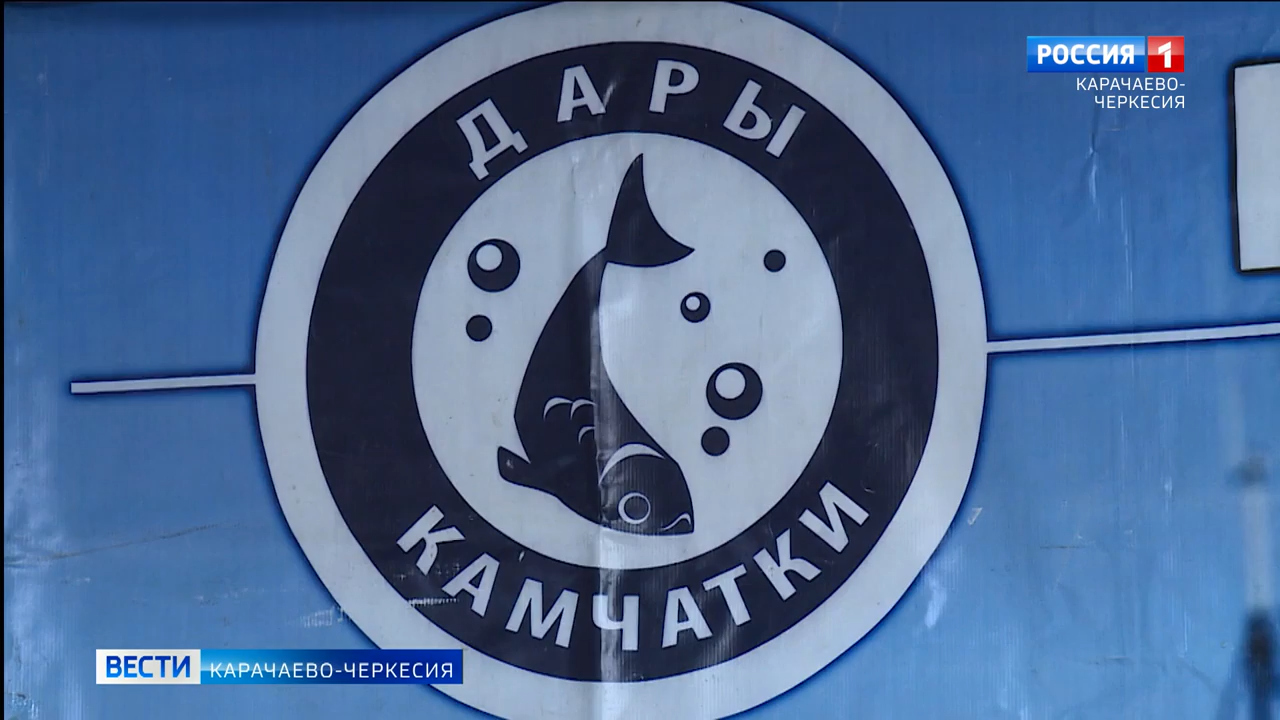 РОССИЯ 1
КАРАЧАЕВО-
ЧЕРКЕСИЯ
ДАРЫ
КАМЧАТКИ
ВЕСТИ КАРАЧАЕВО-ЧЕРКЕСИЯ